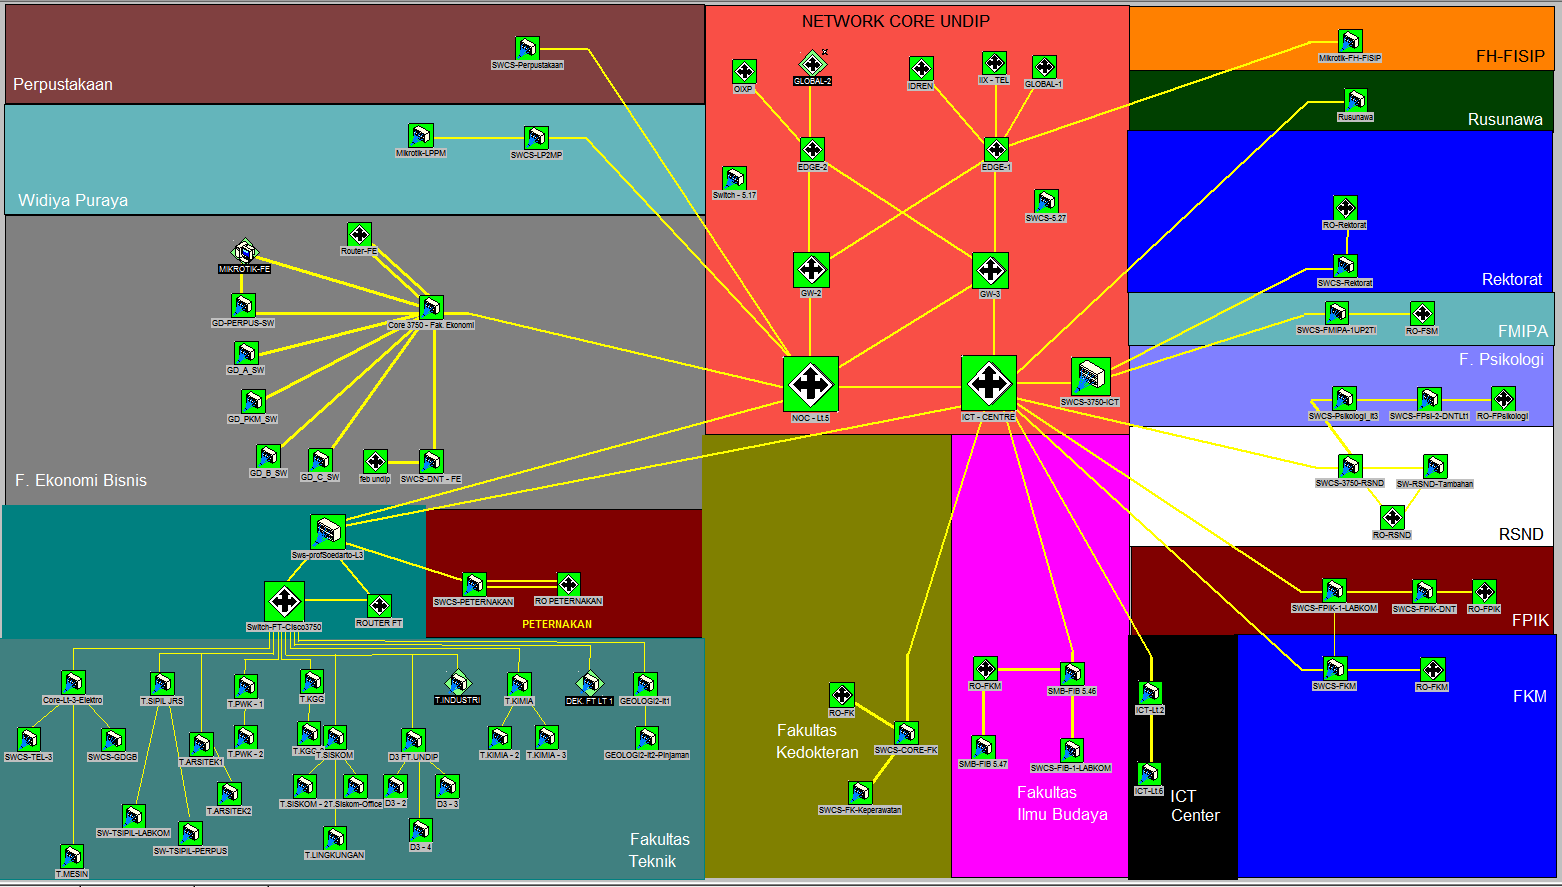 NETWORK CORE UNDIP
Perpustakaan
SWCS-Perpustakaan
Widiya Puraya
Mikrotik-LPPM
SWCS-LP2MP
F. Ekonomi Bisnis
MIKROTIK-FE
Router-FE
GD-PERPUS-SW
Core 3750 - Fak. Ekonomi
GD_A_SW
GD_PKM_SW
GD_B_SW
GD_C_SW
feb undip
SWCS-DNT - FE
OIXP
GLOBAL-2
IDREN
IIX - TEL
GLOBAL-1
EDGE-2
EDGE-1
Switch - 5.17
SWCS-5.27
GW-2
GW-3
NOC - Lt.5
ICT - CENTRE
SWCS-3750-ICT
Mikrotik-FH-FISIP
FH-FISIP
Rusunawa
Rusunawa
RO-Rektorat
SWCS-Rektorat
Rektorat
SWCS-FMIPA-1UP2TI
RO-FSM
FMIPA
F. Psikologi
SWCS-Psikologi_lt3
SWCS-FPsi-2-DNTLt1
RO-FPsikologi
SWCS-3750-RSND
SW-RSND-Tambahan
RO-RSND
RSND
SWCS-FPIK-1-LABKOM
SWCS-FPIK-DNT
RO-FPIK
FPIK
SWCS-FKM
RO-FKM
FKM
Sws-profSoedarto-L3
Switch-FT-Cisco3750
ROUTER FT
SWCS-PETERNAKAN
RO PETERNAKAN
PETERNAKAN
Core-Lt-3-Elektro
T.SIPIL JRS
T.PWK - 1
T.KGG
T.INDUSTRI
T.KIMIA
DEK. FT LT 1
GEOLOGI2-lt1
SWCS-TEL-3
SWCS-GDGB
T.ARSITEK1
T.PWK - 2
T.KGG
T.SISKOM
D3 FT.UNDIP
T.KIMIA - 2
T.KIMIA - 3
GEOLOGI2-lt2-Pinjaman
T.ARSITEK2
T.SISKOM - 2
T.Siskom-Office
D3 - 2
D3 - 3
SW-TSIPIL-LABKOM
SW-TSIPIL-PERPUS
T.LINGKUNGAN
D3 - 4
T.MESIN
Fakultas
Teknik
RO-FK
Fakultas
Kedokteran
SWCS-CORE-FK
SWCS-FK-Keperawatan
RO-FKM
SMB-FIB 5.46
SMB-FIB 5.47
SWCS-FIB-1-LABKOM
Fakultas
Ilmu Budaya
ICT-Lt.2
ICT-Lt.6
ICT
Center